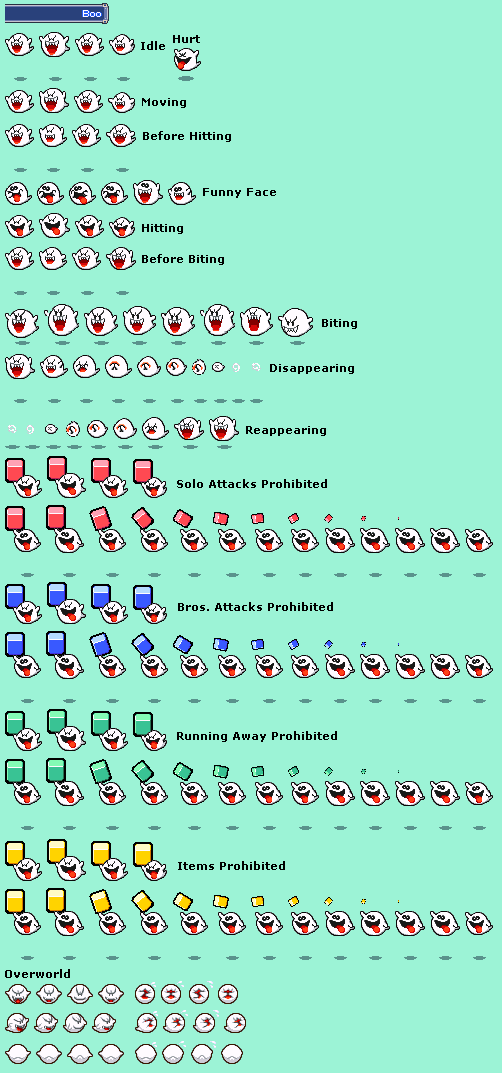 Boo
Idle
Hurt
Moving
Before Hitting
Funny Face
Hitting
Before Biting
Biting
Disappearing
Reappearing
Solo Attacks Prohibited
Bros. Attacks Prohibited
Running Away Prohibited
Items Prohibited
Overworld